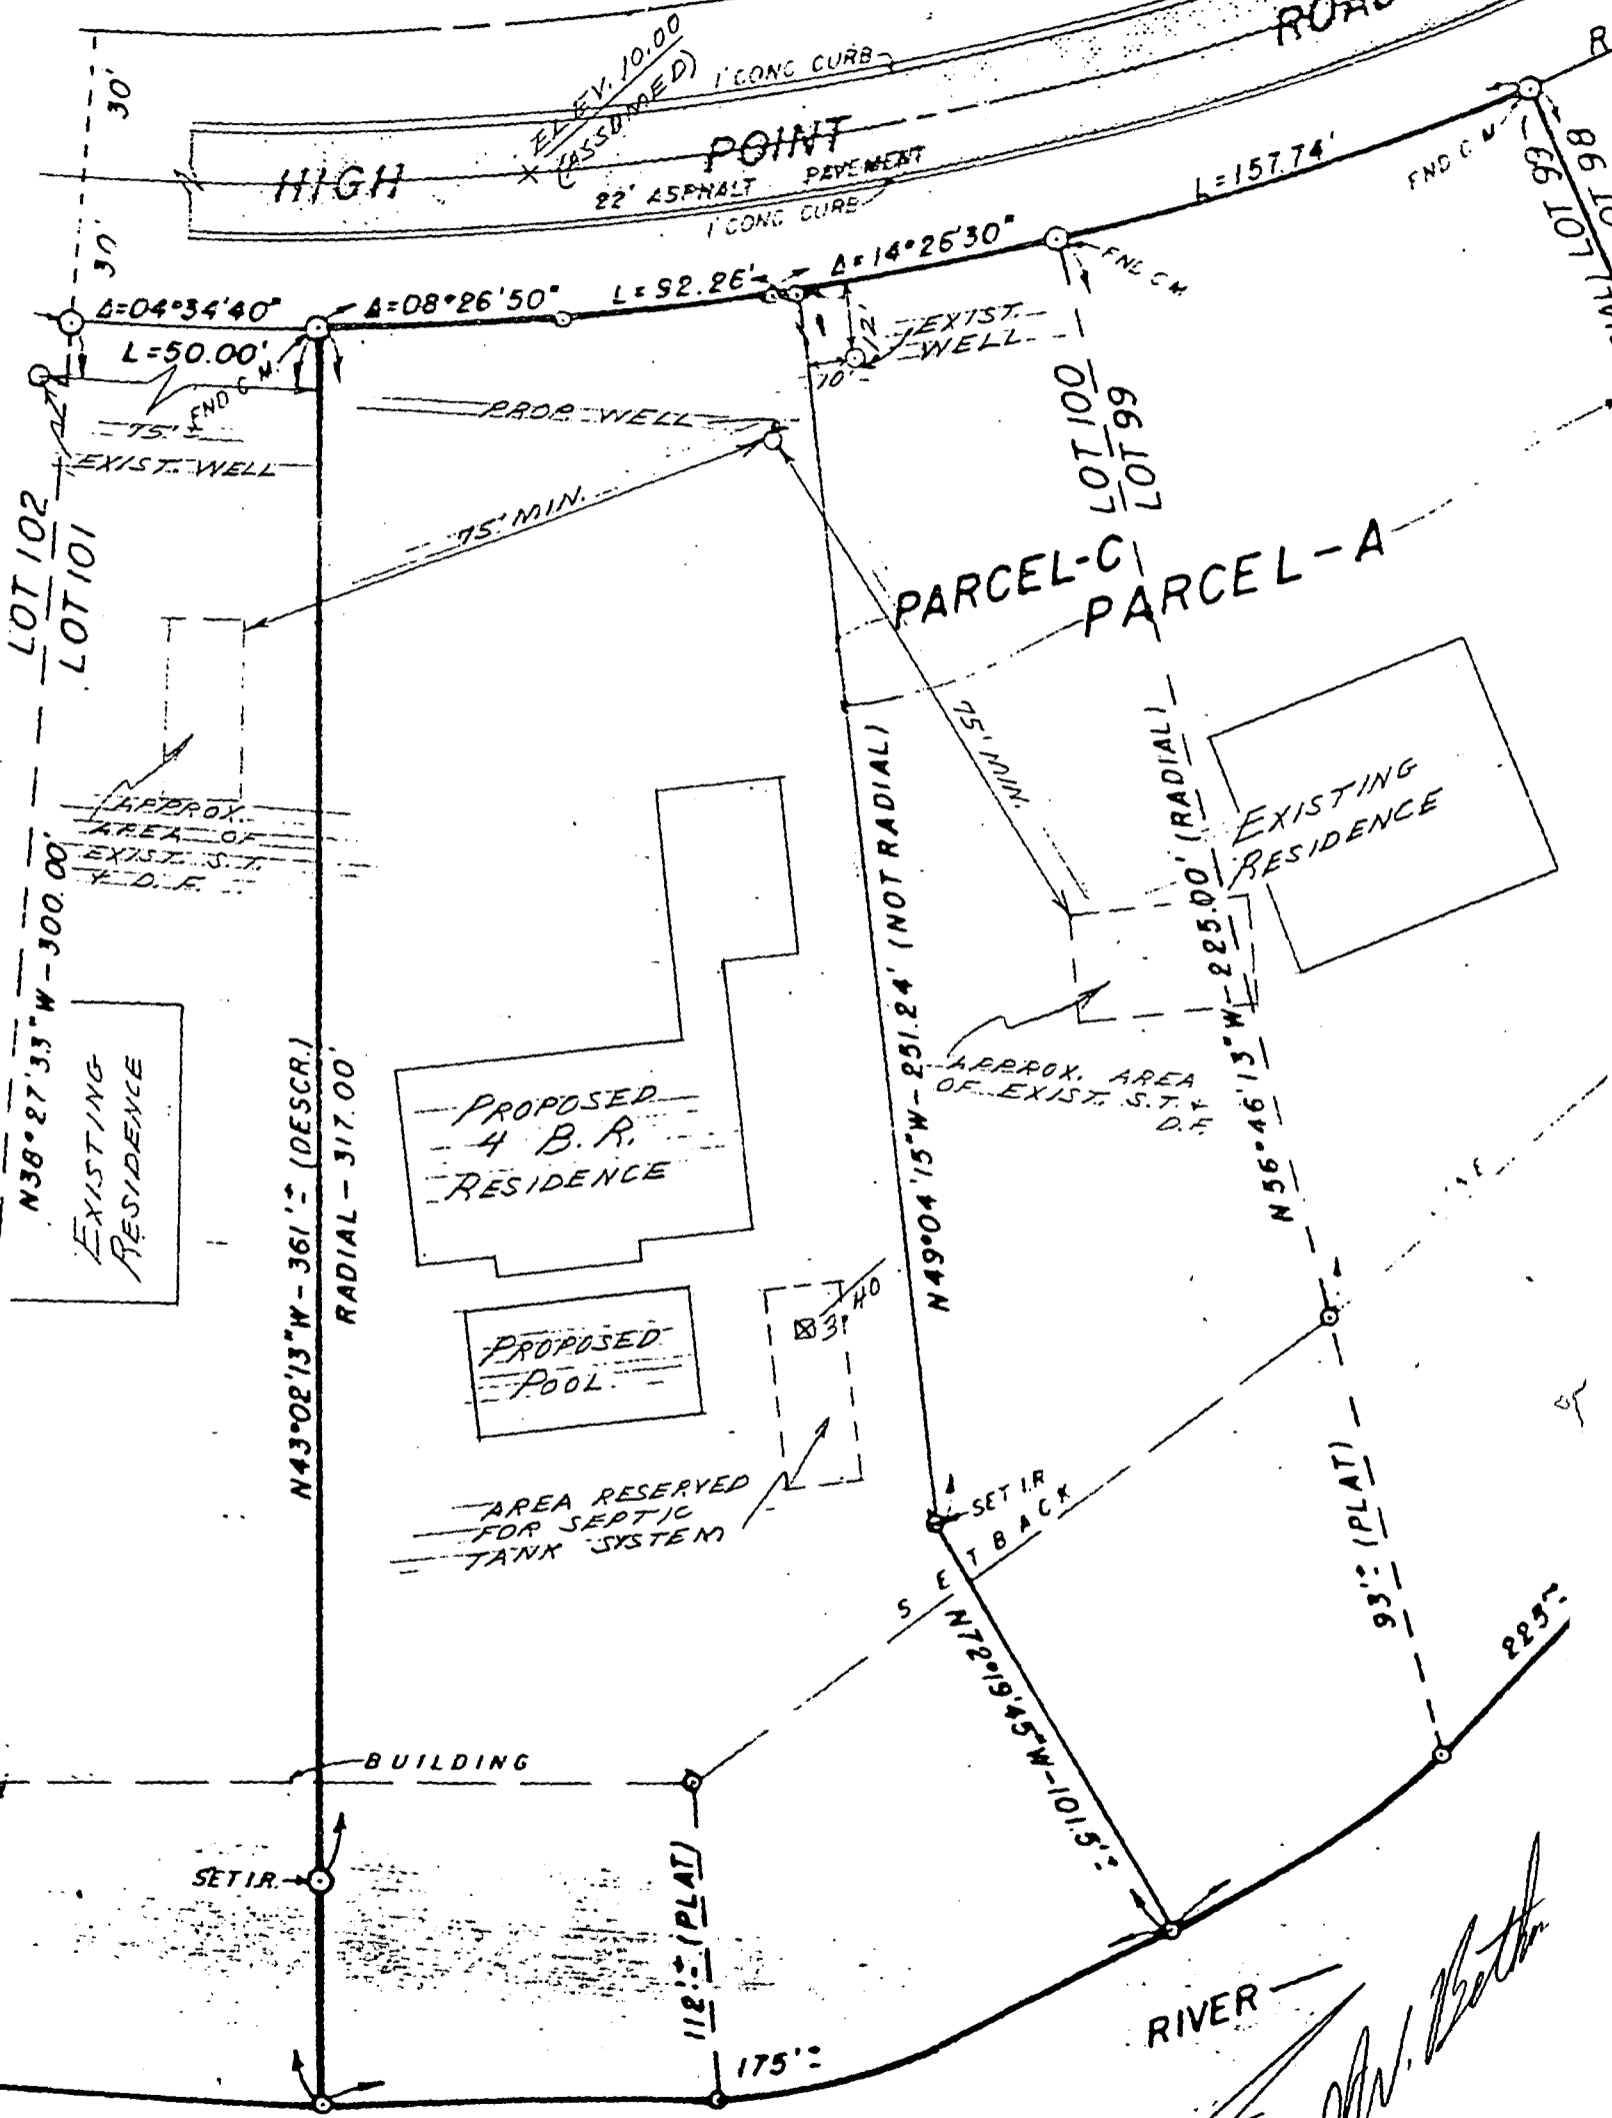 ROAD
R
30'
ELEV. 10.00
(ASSUMED)
1' CONC CURB
HIGH POINT
22' ASPHALT PAVEMENT
1' CONC CURB
30'
L=157.74'
FND C M
LOT 99
LOT 98
Δ=04°34'40"
L=50.00'
FND C M
Δ=08°26'50"
L=92.26'
Δ=14°26'30"
FND C M
12'
10'
EXIST.
WELL
75'±
EXIST. WELL
PROP. WELL
75' MIN.
LOT 100
LOT 99
LOT 102
LOT 101
PARCEL-C
PARCEL-A
75' MIN.
APPROX.
AREA OF
EXIST. S.T.
& D.F.
EXISTING
RESIDENCE
N38°27'33"W-300.00'
N43°02'13"W-361'± (DESCR.)
RADIAL-317.00'
N49°04'15"W-251.24' (NOT RADIAL)
N56°46'13"W-225.00' (RADIAL)
APPROX. AREA
OF EXIST. S.T. &
D.F.
EXISTING
RESIDENCE
PROPOSED
4 B.R.
RESIDENCE
PROPOSED
POOL
31
40
AREA RESERVED
FOR SEPTIC
TANK SYSTEM
SET I.R
SETBACK
N72°19'45"W-101.5'±
93'± (PLAT)
225'±
BUILDING
SET I.R.
112'± (PLAT)
175'±
RIVER